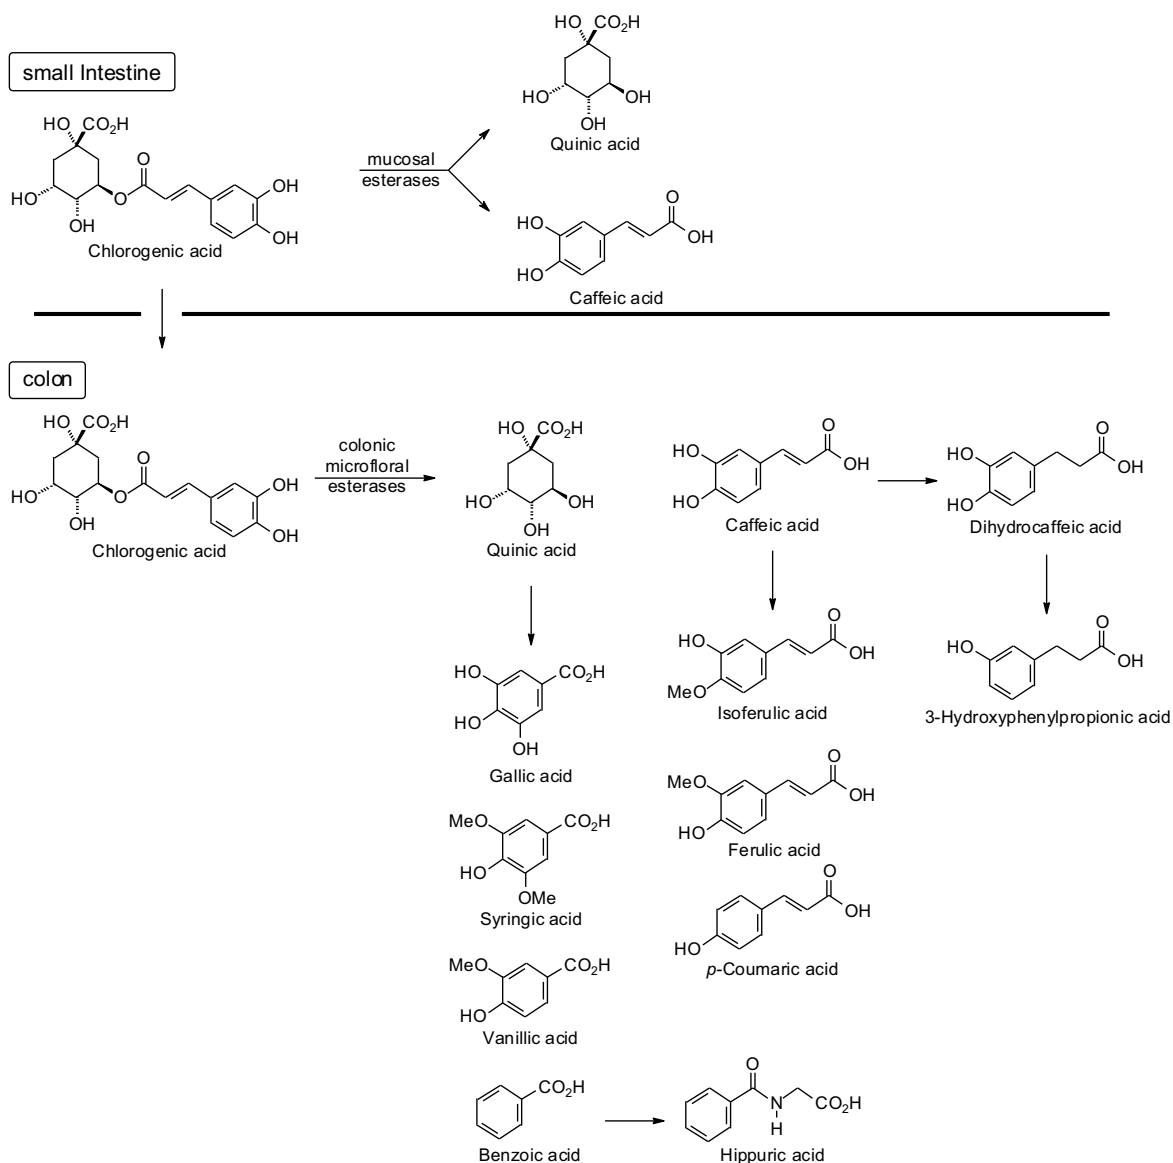 small Intestine
HO CO2H
HO
OH
O
O
OH
OH
Chlorogenic acid
mucosal
esterases
HO CO2H
HO
OH
OH
Quinic acid
HO
HO
O
OH
Caffeic acid
colon
HO CO2H
HO
OH
O
O
OH
OH
Chlorogenic acid
colonic
microfloral
esterases
HO CO2H
HO
OH
OH
Quinic acid
HO
HO
O
OH
Caffeic acid
HO
HO
O
OH
Dihydrocaffeic acid
HO
HO
OH
CO2H
Gallic acid
HO
MeO
O
OH
Isoferulic acid
HO
O
OH
3-Hydroxyphenylpropionic acid
MeO
HO
O
OH
Ferulic acid
MeO
HO
OMe
CO2H
Syringic acid
HO
O
OH
p-Coumaric acid
MeO
HO
CO2H
Vanillic acid
CO2H
Benzoic acid
O
N
H
CO2H
Hippuric acid